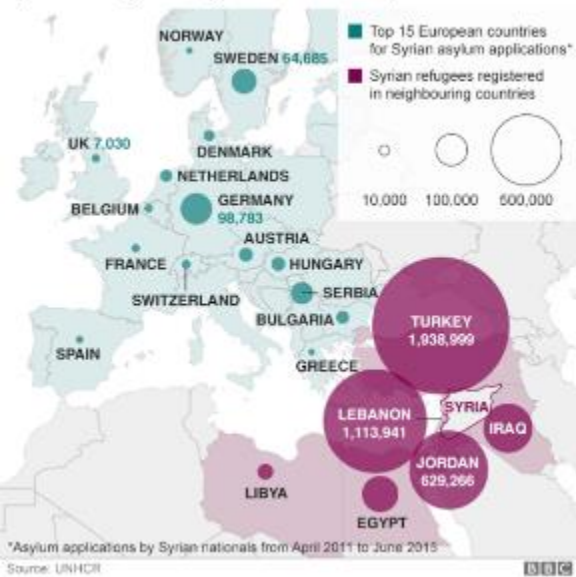 NORWAY
SWEDEN 64,685
Top 15 European countries
for Syrian asylum applications*
Syrian refugees registered
in neighbouring countries
10,000 100,000 500,000
UK 7,030
DENMARK
NETHERLANDS
BELGIUM
GERMANY
98,783
AUSTRIA
FRANCE
HUNGARY
SWITZERLAND
SERBIA
BULGARIA
TURKEY
1,938,999
SPAIN
GREECE
LEBANON
1,113,941
SYRIA
IRAQ
JORDAN
629,266
LIBYA
EGYPT
*Asylum applications by Syrian nationals from April 2011 to June 2015
Source: UNHCR
BBC